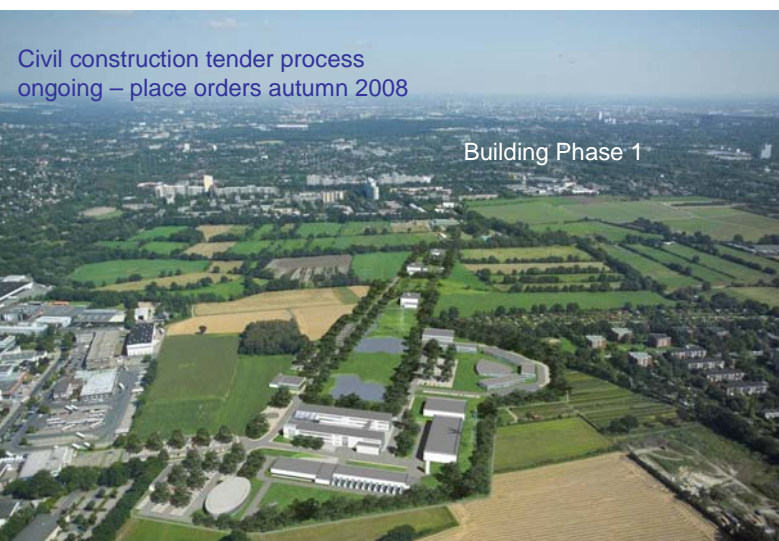 Civil construction tender process
ongoing – place orders autumn 2008
Building Phase 1